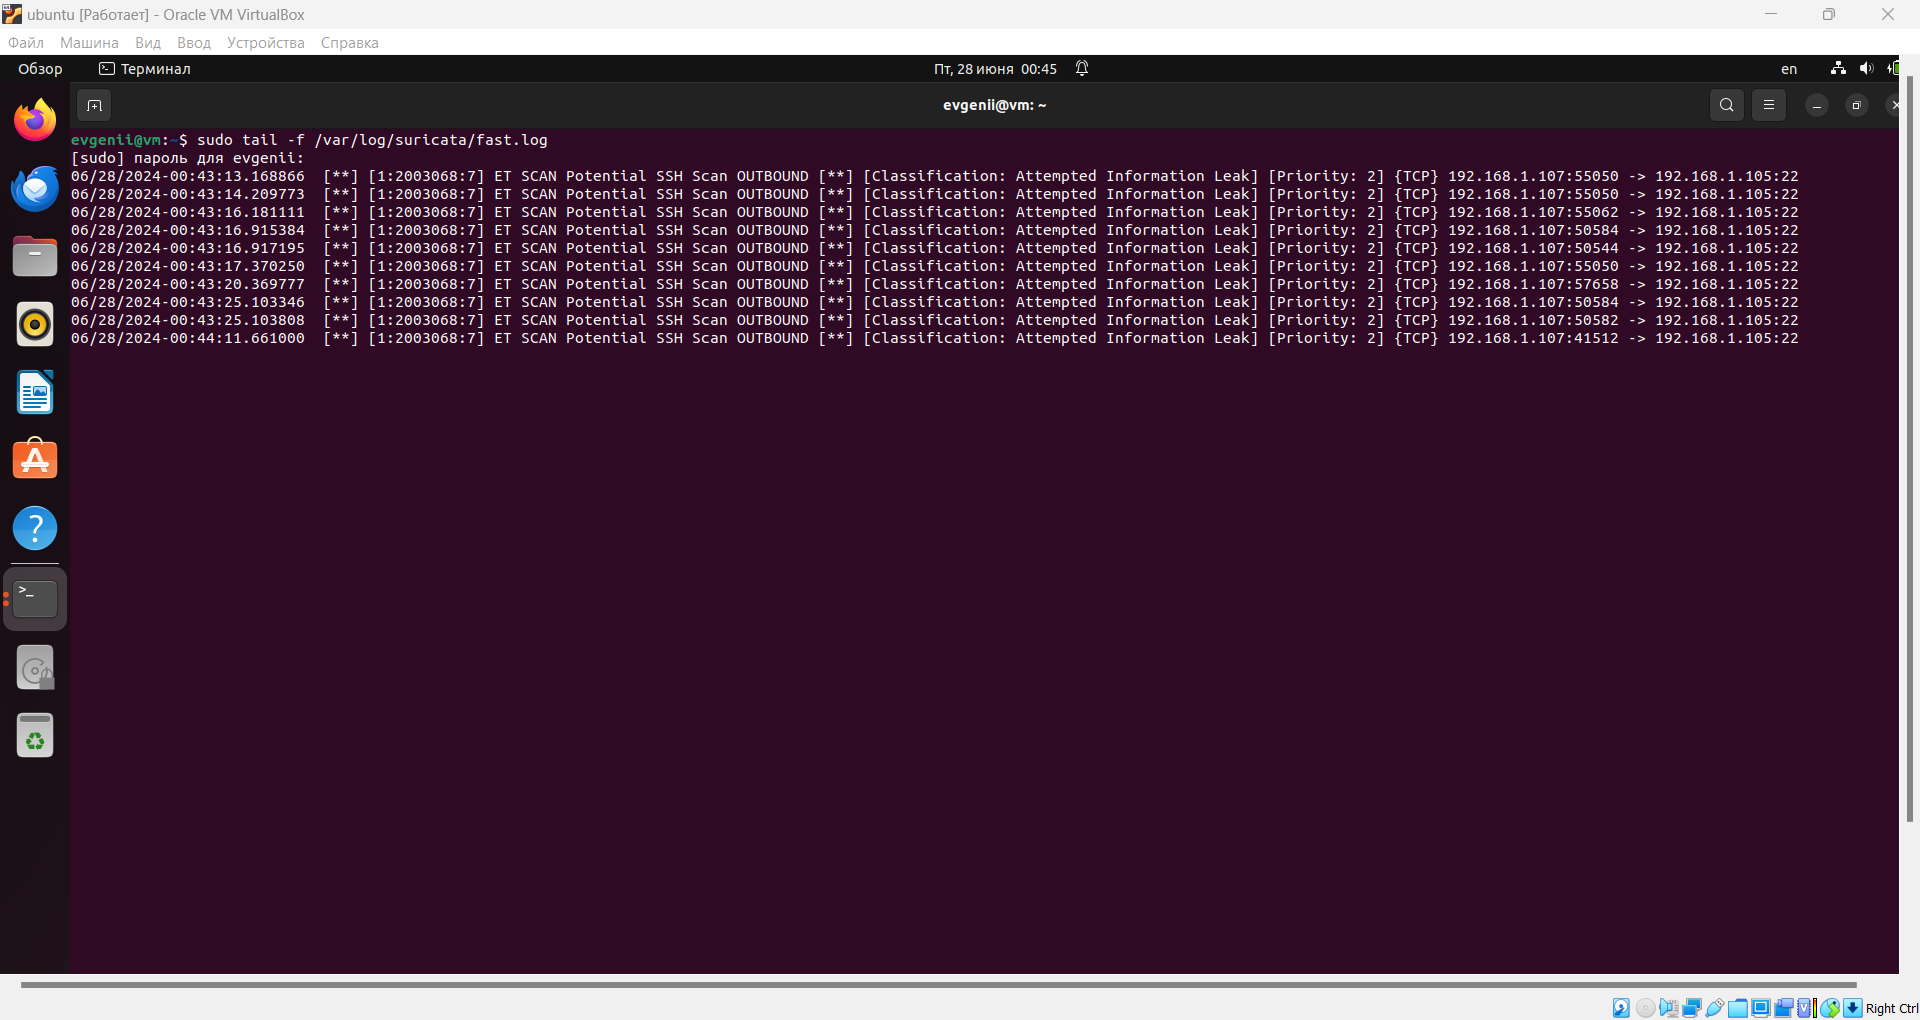 ubuntu [Работает] - Oracle VM VirtualBox
Файл Машина Вид Ввод Устройства Справка
Обзор Терминал Пт, 28 июня 00:45 en
evgenii@vm: ~
evgenii@vm:~$ sudo tail -f /var/log/suricata/fast.log
[sudo] пароль для evgenii:
06/28/2024-00:43:13.168866  [**] [1:2003068:7] ET SCAN Potential SSH Scan OUTBOUND [**] [Classification: Attempted Information Leak] [Priority: 2] {TCP} 192.168.1.107:55050 -> 192.168.1.105:22
06/28/2024-00:43:14.209773  [**] [1:2003068:7] ET SCAN Potential SSH Scan OUTBOUND [**] [Classification: Attempted Information Leak] [Priority: 2] {TCP} 192.168.1.107:55050 -> 192.168.1.105:22
06/28/2024-00:43:16.181111  [**] [1:2003068:7] ET SCAN Potential SSH Scan OUTBOUND [**] [Classification: Attempted Information Leak] [Priority: 2] {TCP} 192.168.1.107:55062 -> 192.168.1.105:22
06/28/2024-00:43:16.915384  [**] [1:2003068:7] ET SCAN Potential SSH Scan OUTBOUND [**] [Classification: Attempted Information Leak] [Priority: 2] {TCP} 192.168.1.107:50584 -> 192.168.1.105:22
06/28/2024-00:43:16.917195  [**] [1:2003068:7] ET SCAN Potential SSH Scan OUTBOUND [**] [Classification: Attempted Information Leak] [Priority: 2] {TCP} 192.168.1.107:50544 -> 192.168.1.105:22
06/28/2024-00:43:17.370250  [**] [1:2003068:7] ET SCAN Potential SSH Scan OUTBOUND [**] [Classification: Attempted Information Leak] [Priority: 2] {TCP} 192.168.1.107:55050 -> 192.168.1.105:22
06/28/2024-00:43:20.369777  [**] [1:2003068:7] ET SCAN Potential SSH Scan OUTBOUND [**] [Classification: Attempted Information Leak] [Priority: 2] {TCP} 192.168.1.107:57658 -> 192.168.1.105:22
06/28/2024-00:43:25.103346  [**] [1:2003068:7] ET SCAN Potential SSH Scan OUTBOUND [**] [Classification: Attempted Information Leak] [Priority: 2] {TCP} 192.168.1.107:50584 -> 192.168.1.105:22
06/28/2024-00:43:25.103808  [**] [1:2003068:7] ET SCAN Potential SSH Scan OUTBOUND [**] [Classification: Attempted Information Leak] [Priority: 2] {TCP} 192.168.1.107:50582 -> 192.168.1.105:22
06/28/2024-00:44:11.661000  [**] [1:2003068:7] ET SCAN Potential SSH Scan OUTBOUND [**] [Classification: Attempted Information Leak] [Priority: 2] {TCP} 192.168.1.107:41512 -> 192.168.1.105:22
Right Ctrl